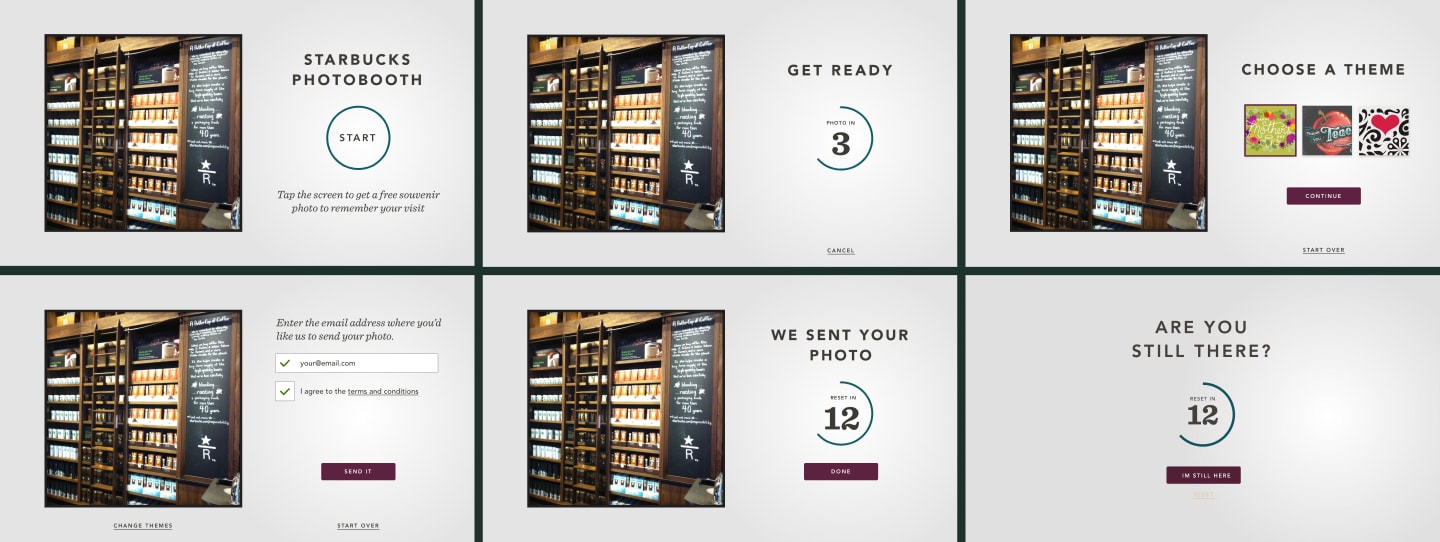 STARBUCKS
PHOTOBOOTH
START
Tap the screen to get a free souvenir
photo to remember your visit
GET READY
PHOTO IN
3
CANCEL
CHOOSE A THEME
CONTINUE
START OVER
Enter the email address where you'd
like us to send your photo.
your@email.com
I agree to the terms and conditions
SEND IT
CHANGE THEMES
START OVER
WE SENT YOUR
PHOTO
RESET IN
12
DONE
ARE YOU
STILL THERE?
RESET IN
12
IM STILL HERE
RESET